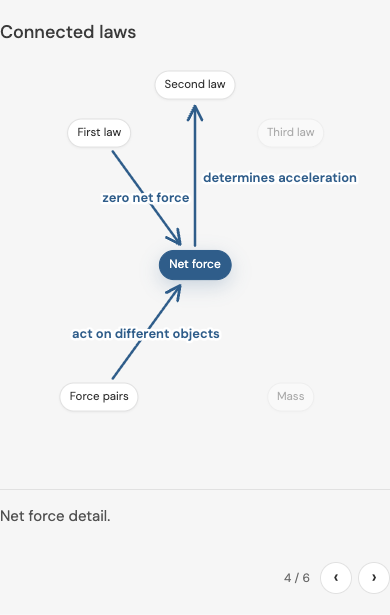 Connected laws
Second law
First law
Third law
determines acceleration
zero net force
Net force
act on different objects
Force pairs
Mass
Net force detail.
4 / 6
‹
›